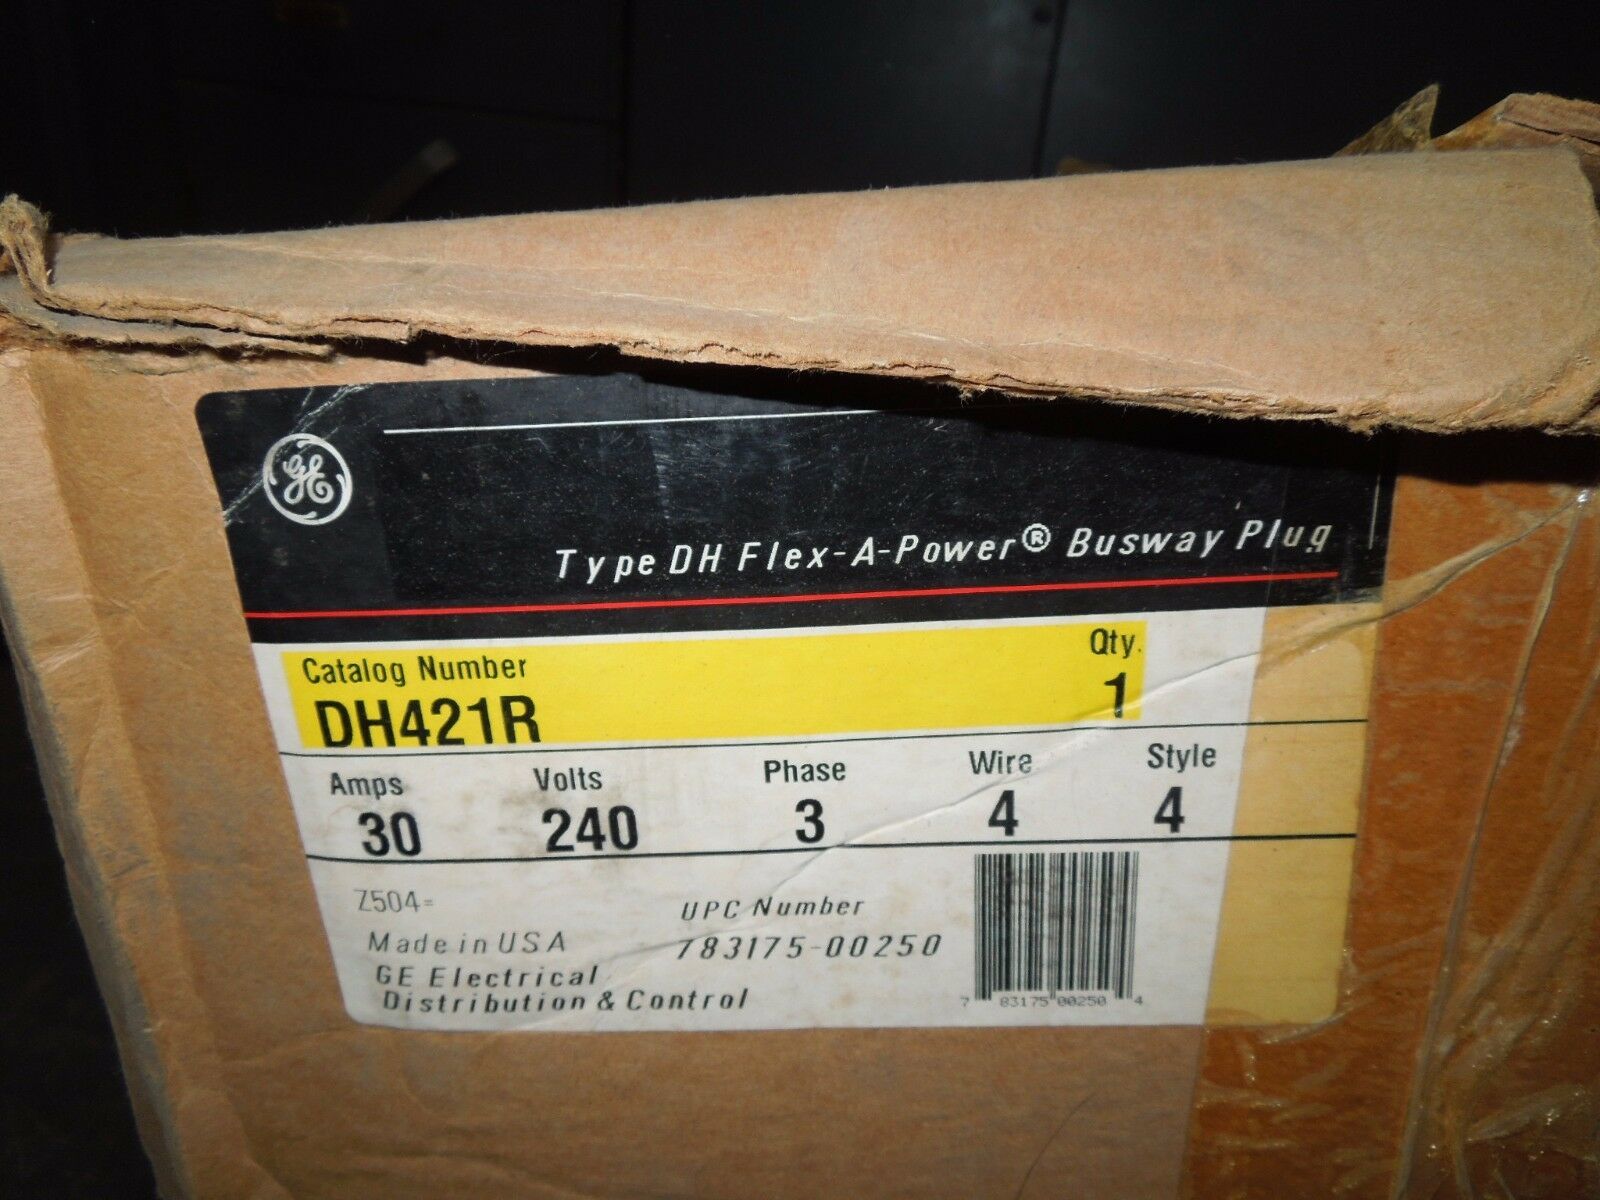 GE
Type DH Flex-A-Power® Busway Plug
Catalog Number Qty.
DH421R 1
Amps Volts Phase Wire Style
30 240 3 4 4
Z504=
UPC Number
Made in USA 783175-00250
GE Electrical
Distribution & Control
7 83175 00250 4